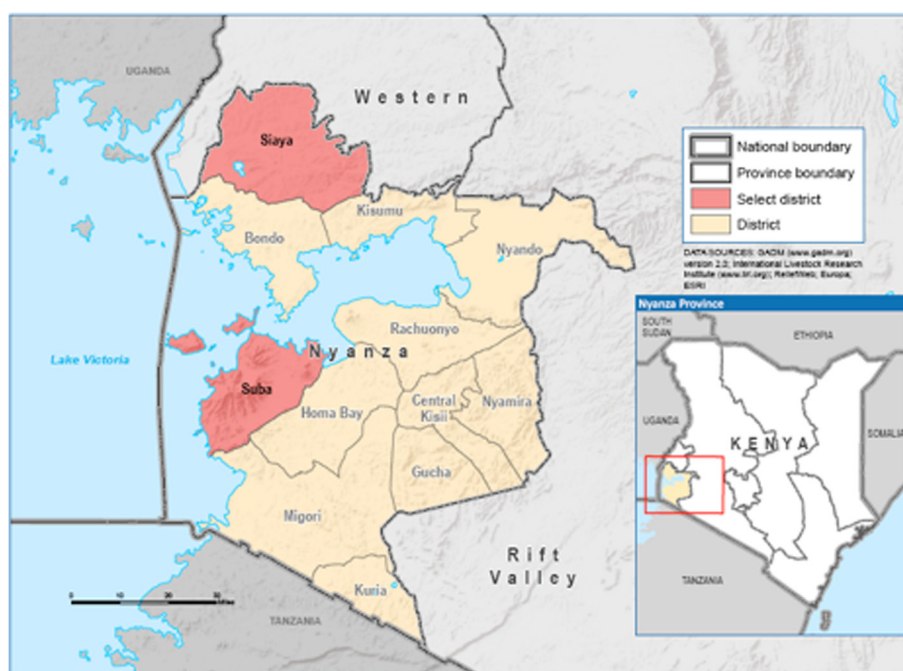 UGANDA
Western
Siaya
Kisumu
Bondo
Nyando
Rachuonyo
Nyanza
Lake Victoria
Suba
Homa Bay
Central
Kisii
Nyamira
Gucha
Migori
Rift
Valley
Kuria
TANZANIA
0
National boundary
Province boundary
Select district
District
DATA SOURCES: GADM (www.gadm.org)
version 2.0; International Livestock Research
Institute (www.ilri.org); ReliefWeb; Europa;
ESRI
Nyanza Province
SOUTH
SUDAN
ETHIOPIA
UGANDA
KENYA
SOMALIA
TANZANIA